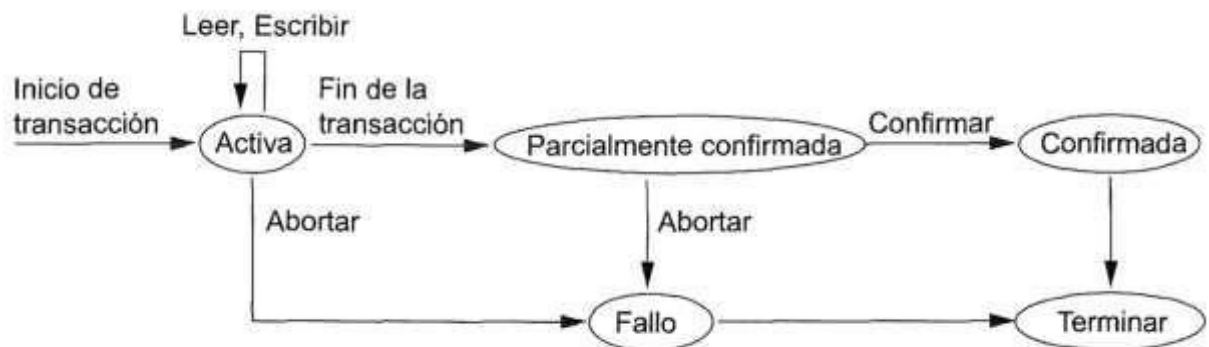 Leer, Escribir
Inicio de
transacción
Fin de la
transacción
Activa
Parcialmente confirmada
Confirmar
Confirmada
Abortar
Abortar
Fallo
Terminar